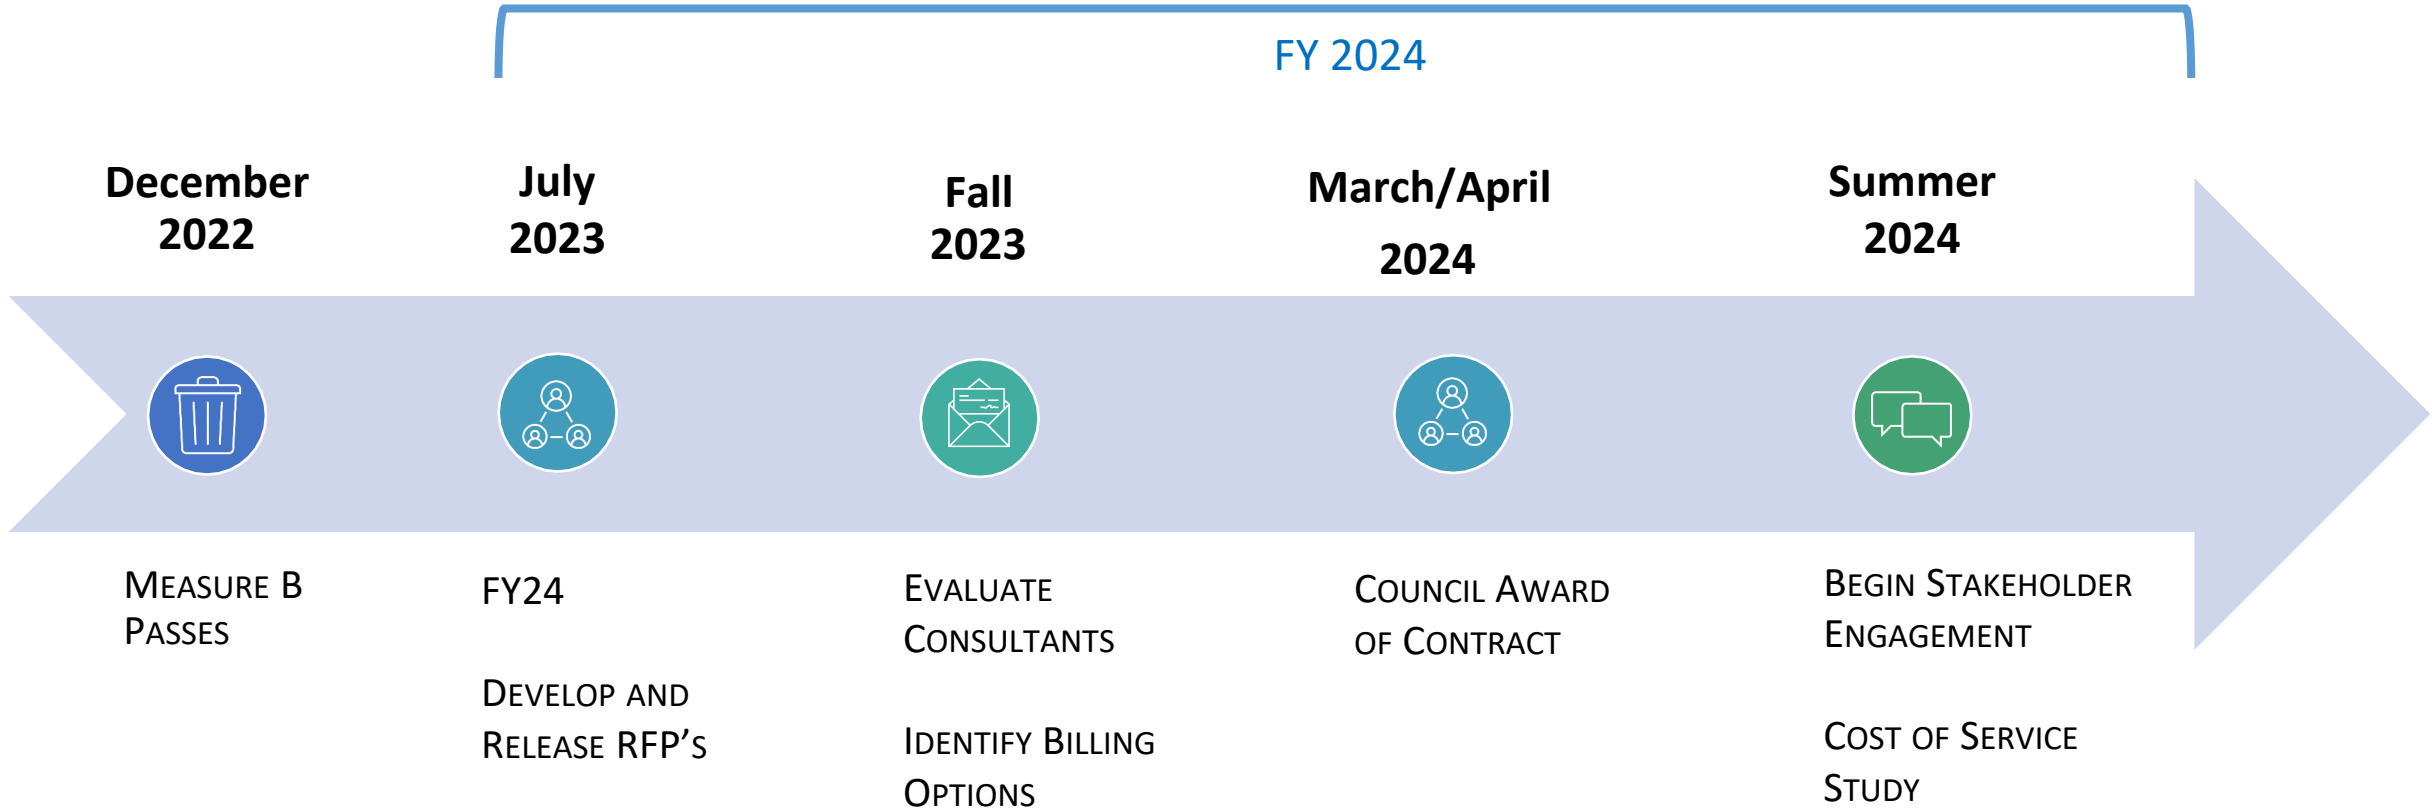 FY 2024
December
2022
July
2023
Fall
2023
March/April
2024
Summer
2024
MEASURE B
PASSES
FY24
DEVELOP AND
RELEASE RFP'S
EVALUATE
CONSULTANTS
IDENTIFY BILLING
OPTIONS
COUNCIL AWARD
OF CONTRACT
BEGIN STAKEHOLDER
ENGAGEMENT
COST OF SERVICE
STUDY